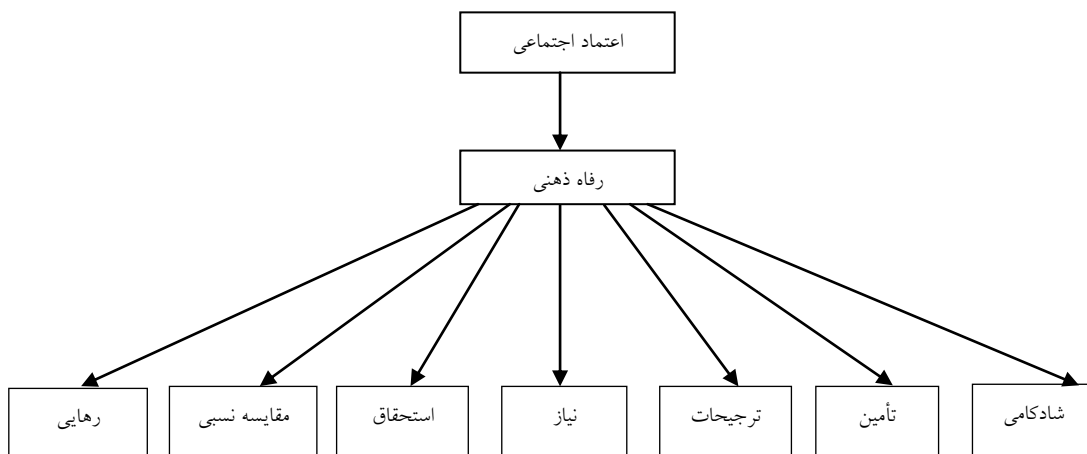 اعتماد اجتماعی
رفاه ذهنی
شادکامی
تأمین
ترجیحات
نیاز
استحقاق
مقایسه نسبی
رهایی